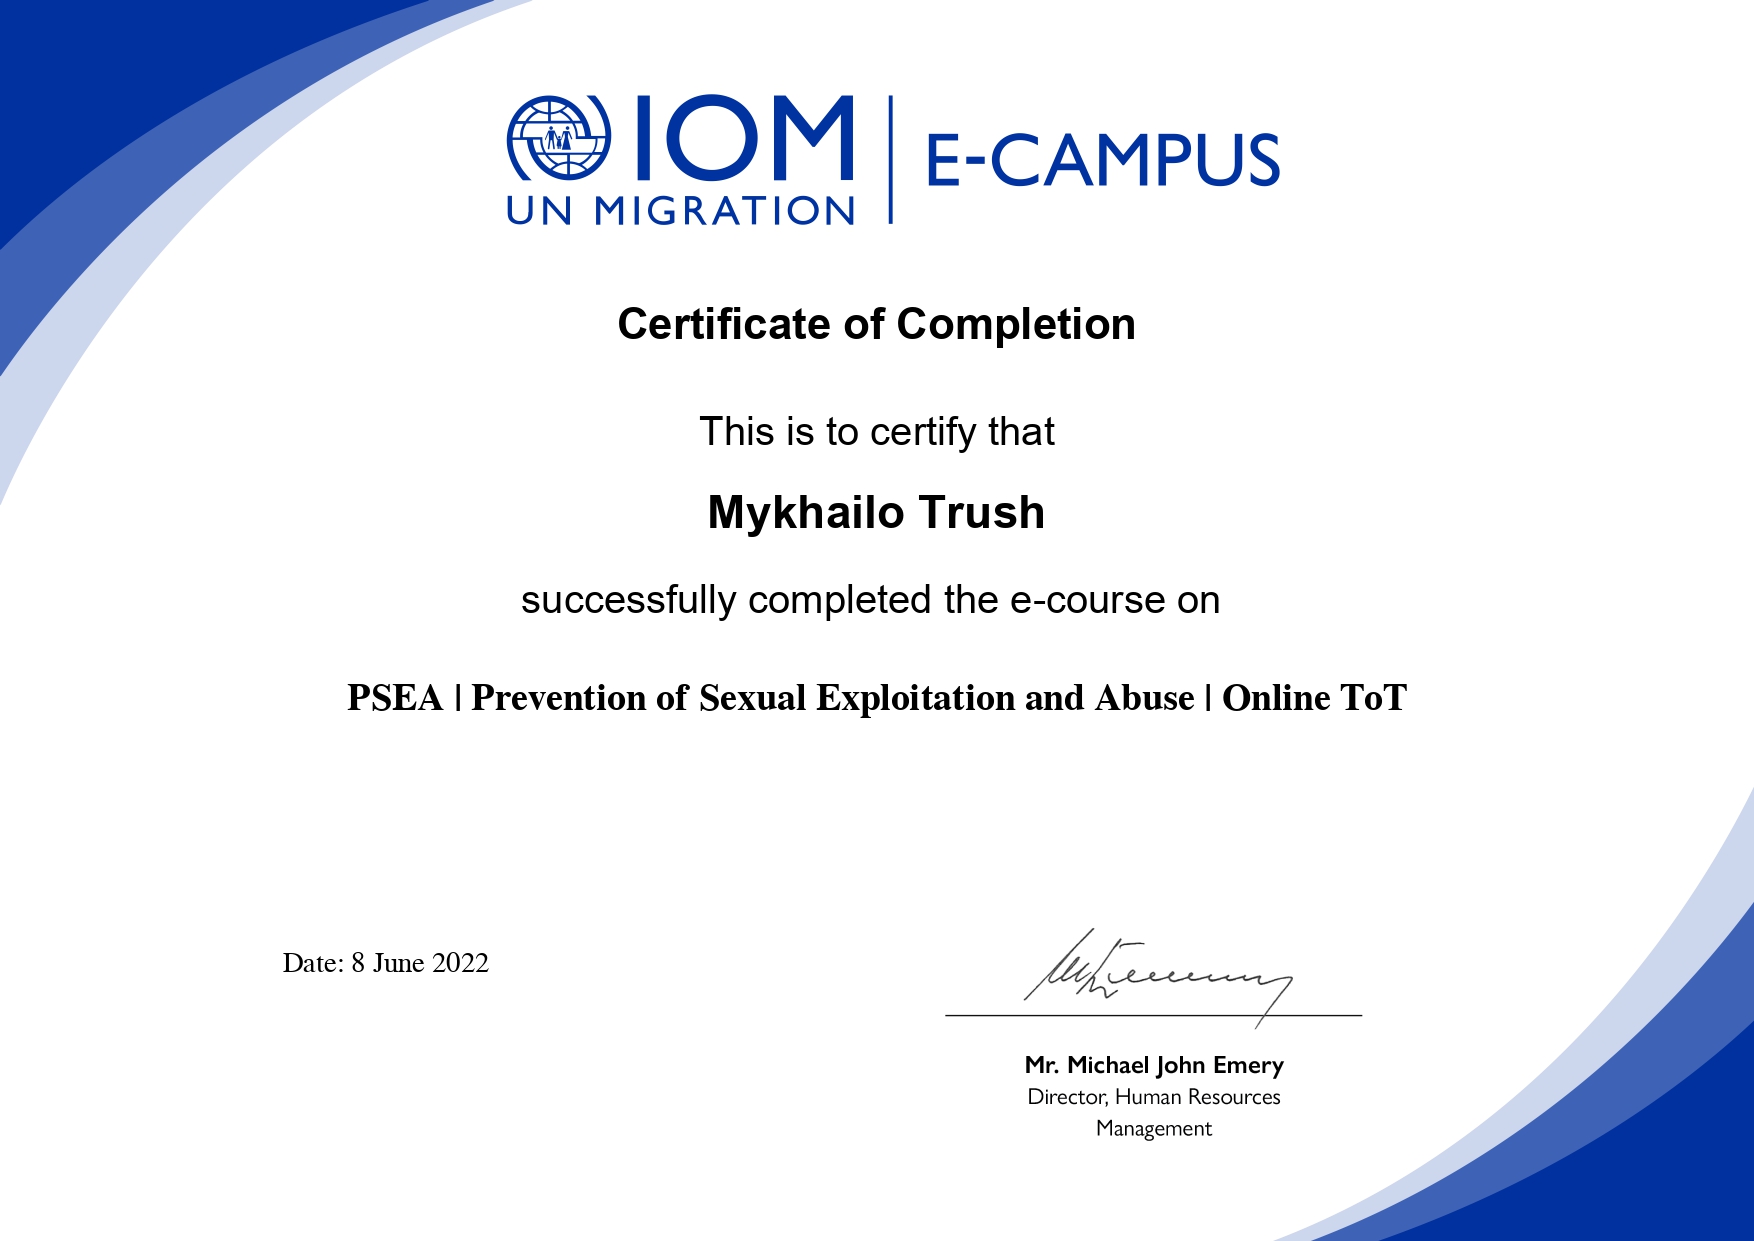 IOM
UN MIGRATION
E-CAMPUS
Certificate of Completion
This is to certify that
Mykhailo Trush
successfully completed the e-course on
PSEA | Prevention of Sexual Exploitation and Abuse | Online ToT
Date: 8 June 2022
Mr. Michael John Emery
Director, Human Resources
Management